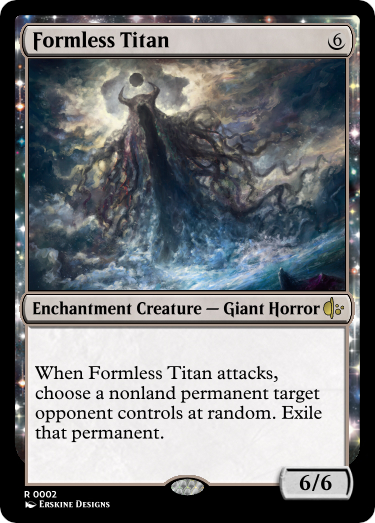 Formless Titan 6
Enchantment Creature — Giant Horror
When Formless Titan attacks,
choose a nonland permanent target
opponent controls at random. Exile
that permanent.
6/6
R 0002
Erskine Designs